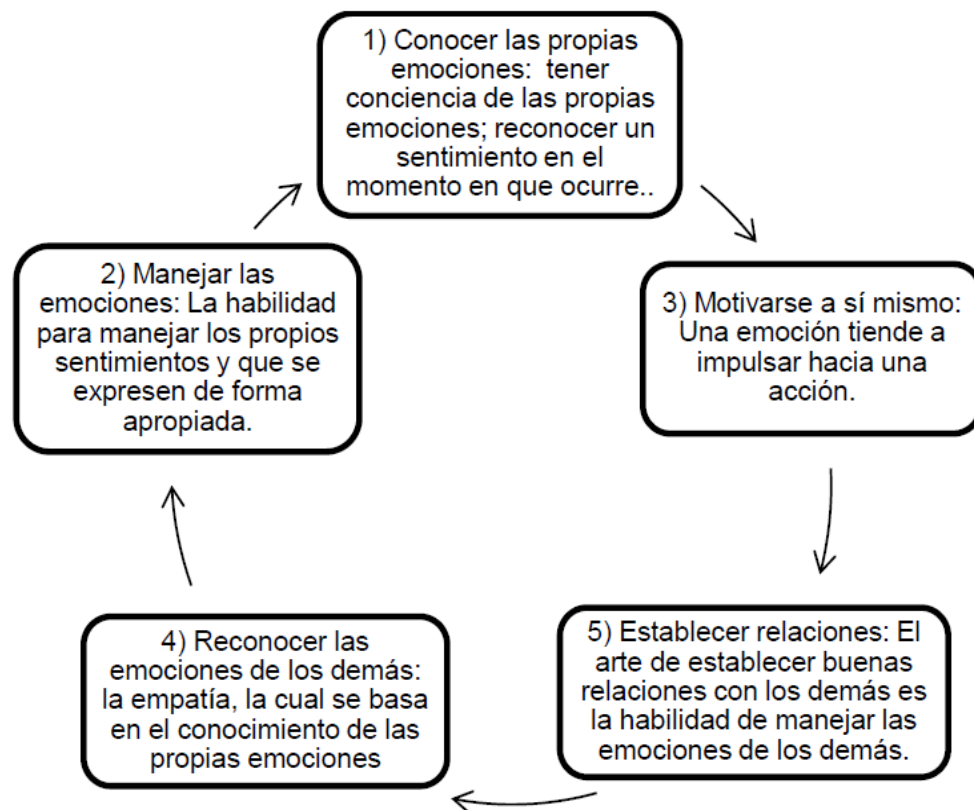 1) Conocer las propias
emociones:  tener
conciencia de las propias
emociones; reconocer un
sentimiento en el
momento en que ocurre..
2) Manejar las
emociones: La habilidad
para manejar los propios
sentimientos y que se
expresen de forma
apropiada.
3) Motivarse a sí mismo:
Una emoción tiende a
impulsar hacia una
acción.
4) Reconocer las
emociones de los demás:
la empatía, la cual se basa
en el conocimiento de las
propias emociones
5) Establecer relaciones: El
arte de establecer buenas
relaciones con los demás es
la habilidad de manejar las
emociones de los demás.